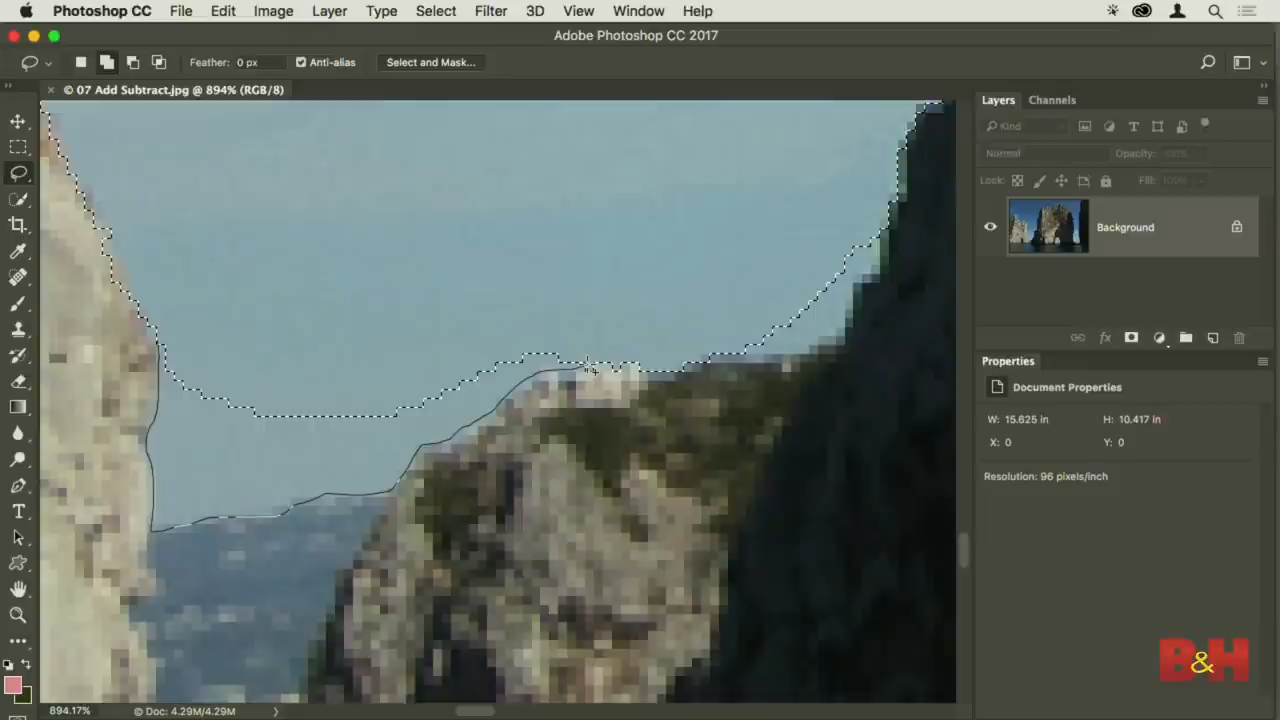 Photoshop CC File Edit Image Layer Type Select Filter 3D View Window Help
Adobe Photoshop CC 2017
Feather: 0 px Anti-alias Select and Mask...
× © 07 Add Subtract.jpg @ 894% (RGB/8)
Layers Channels
Kind
Normal Opacity: 100%
Lock: Fill: 100%
Background
Properties
Document Properties
W: 15.625 in H: 10.417 in
X: 0 Y: 0
Resolution: 96 pixels/inch
B&H
894.17% © Doc: 4.29M/4.29M